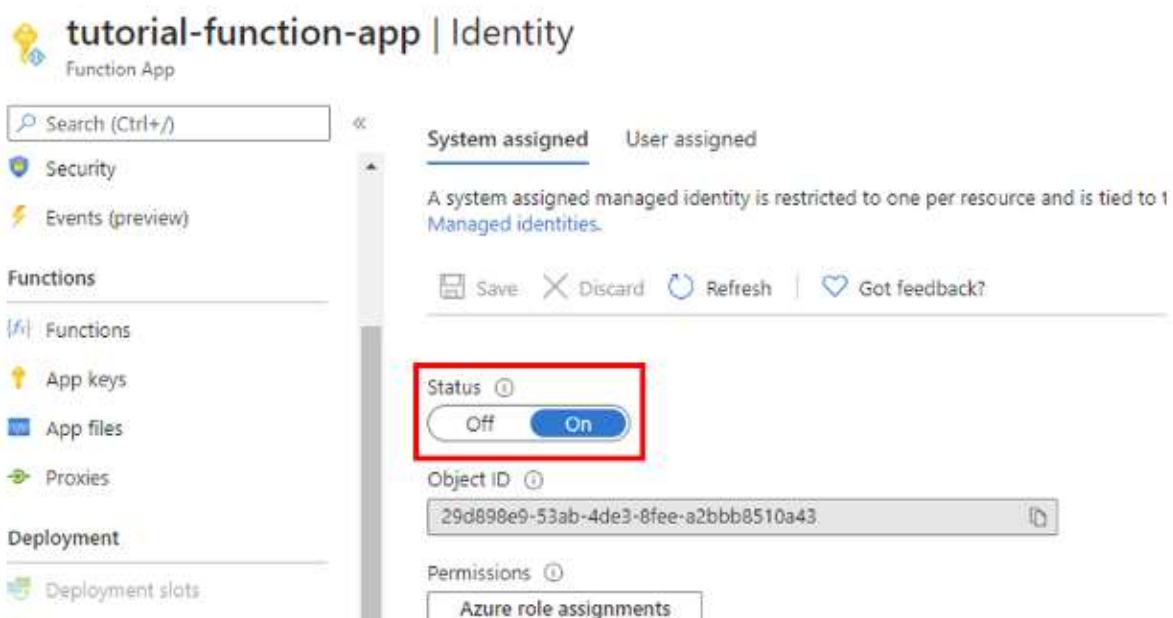 tutorial-function-app | Identity
Function App
Search (Ctrl+/)
«
Security
Events (preview)
Functions
Functions
App keys
App files
Proxies
Deployment
Deployment slots
System assigned User assigned
A system assigned managed identity is restricted to one per resource and is tied to t
Managed identities.
Save Discard Refresh | Got feedback?
Status
Off On
Object ID
29d898e9-53ab-4de3-8fee-a2bbb8510a43
Permissions
Azure role assignments